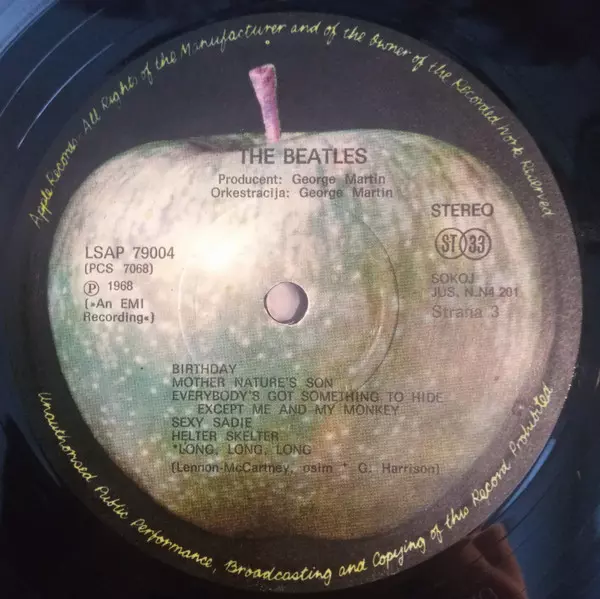 Apple Records · All Rights of the Manufacturer and of the Owner of the Recorded Work Reserved
THE BEATLES
Producent: George Martin
Orkestracija: George Martin
LSAP 79004
(PCS 7068)
Ⓟ 1968
(»An EMI
Recording«)
STEREO
ST 33
SOKOJ
JUS. N.N4.201
Strana 3
BIRTHDAY
MOTHER NATURE'S SON
EVERYBODY'S GOT SOMETHING TO HIDE
EXCEPT ME AND MY MONKEY
SEXY SADIE
HELTER SKELTER
*LONG, LONG, LONG
(Lennon-McCartney, osim * G. Harrison)
Unauthorised Public Performance, Broadcasting and Copying of this Record Prohibited